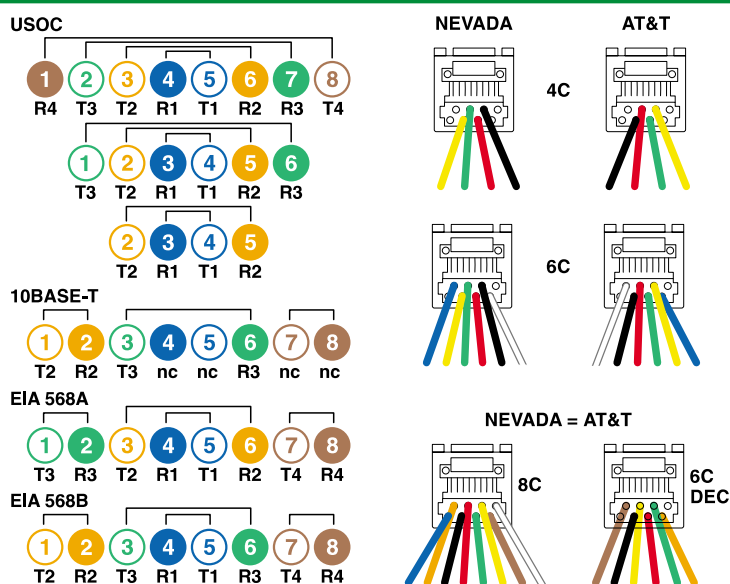 USOC
1 2 3 4 5 6 7 8
R4 T3 T2 R1 T1 R2 R3 T4
1 2 3 4 5 6
T3 T2 R1 T1 R2 R3
2 3 4 5
T2 R1 T1 R2
10BASE-T
1 2 3 4 5 6 7 8
T2 R2 T3 nc nc R3 nc nc
EIA 568A
1 2 3 4 5 6 7 8
T3 R3 T2 R1 T1 R2 T4 R4
EIA 568B
1 2 3 4 5 6 7 8
T2 R2 T3 R1 T1 R3 T4 R4
NEVADA AT&T
4C
6C
NEVADA = AT&T
8C
6C
DEC